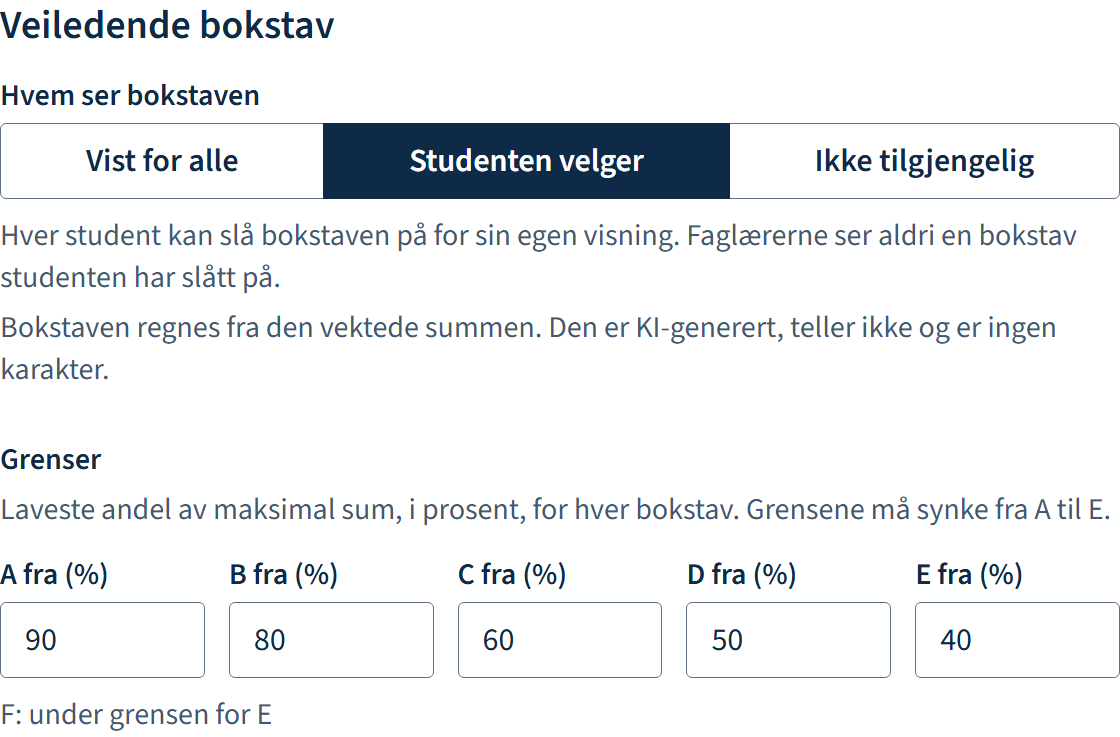 Veiledende bokstav
Hvem ser bokstaven
Vist for alle
Studenten velger
Ikke tilgjengelig
Hver student kan slå bokstaven på for sin egen visning. Faglærerne ser aldri en bokstav
studenten har slått på.
Bokstaven regnes fra den vektede summen. Den er KI-generert, teller ikke og er ingen
karakter.
Grenser
Laveste andel av maksimal sum, i prosent, for hver bokstav. Grensene må synke fra A til E.
A fra (%)
B fra (%)
C fra (%)
D fra (%)
E fra (%)
90
80
60
50
40
F: under grensen for E